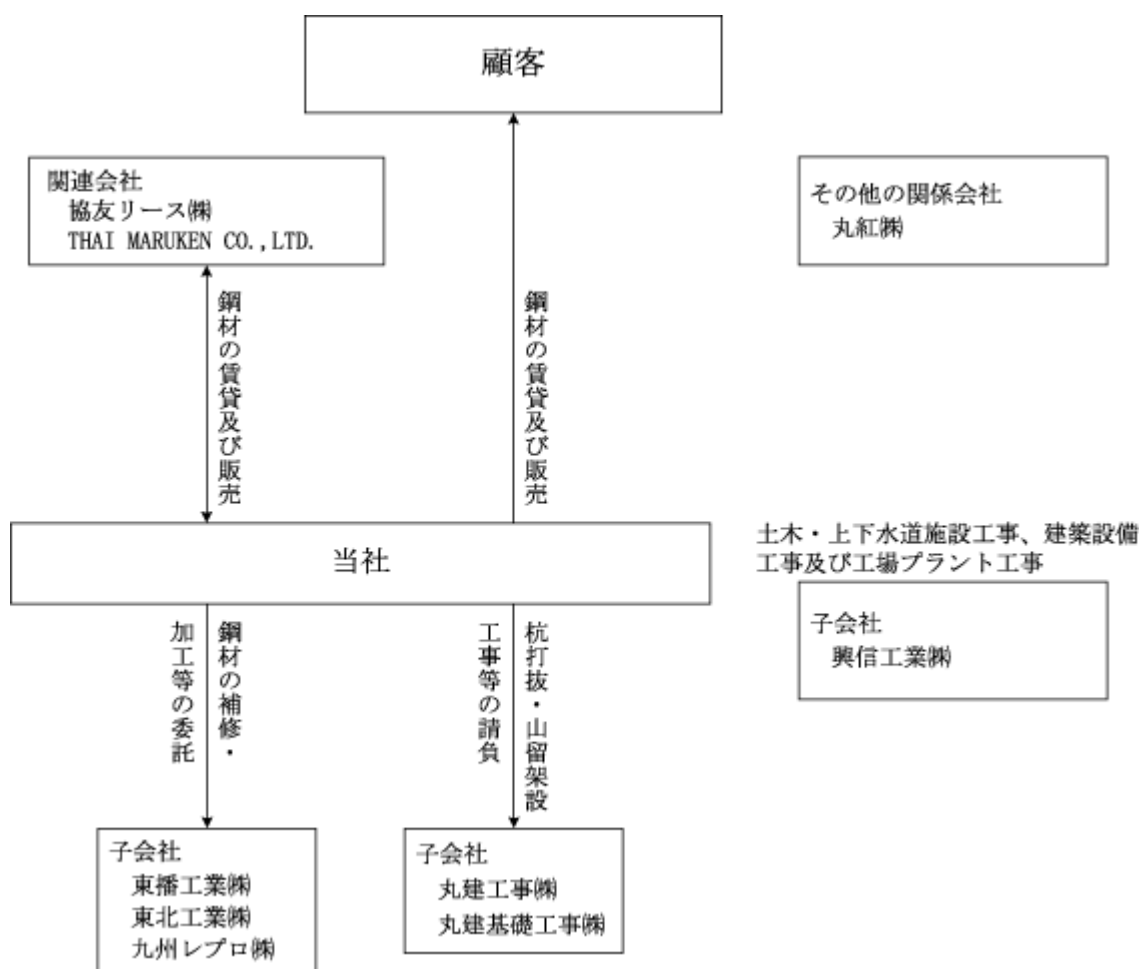 顧客
関連会社
協友リース㈱
THAI MARUKEN CO.,LTD.
その他の関係会社
丸紅㈱
鋼材の賃貸及び販売
鋼材の賃貸及び販売
当社
土木・上下水道施設工事、建築設備
工事及び工場プラント工事
子会社
興信工業㈱
鋼材の補修・
加工等の委託
杭打抜・山留架設
工事等の請負
子会社
東播工業㈱
東北工業㈱
九州レプロ㈱
子会社
丸建工事㈱
丸建基礎工事㈱